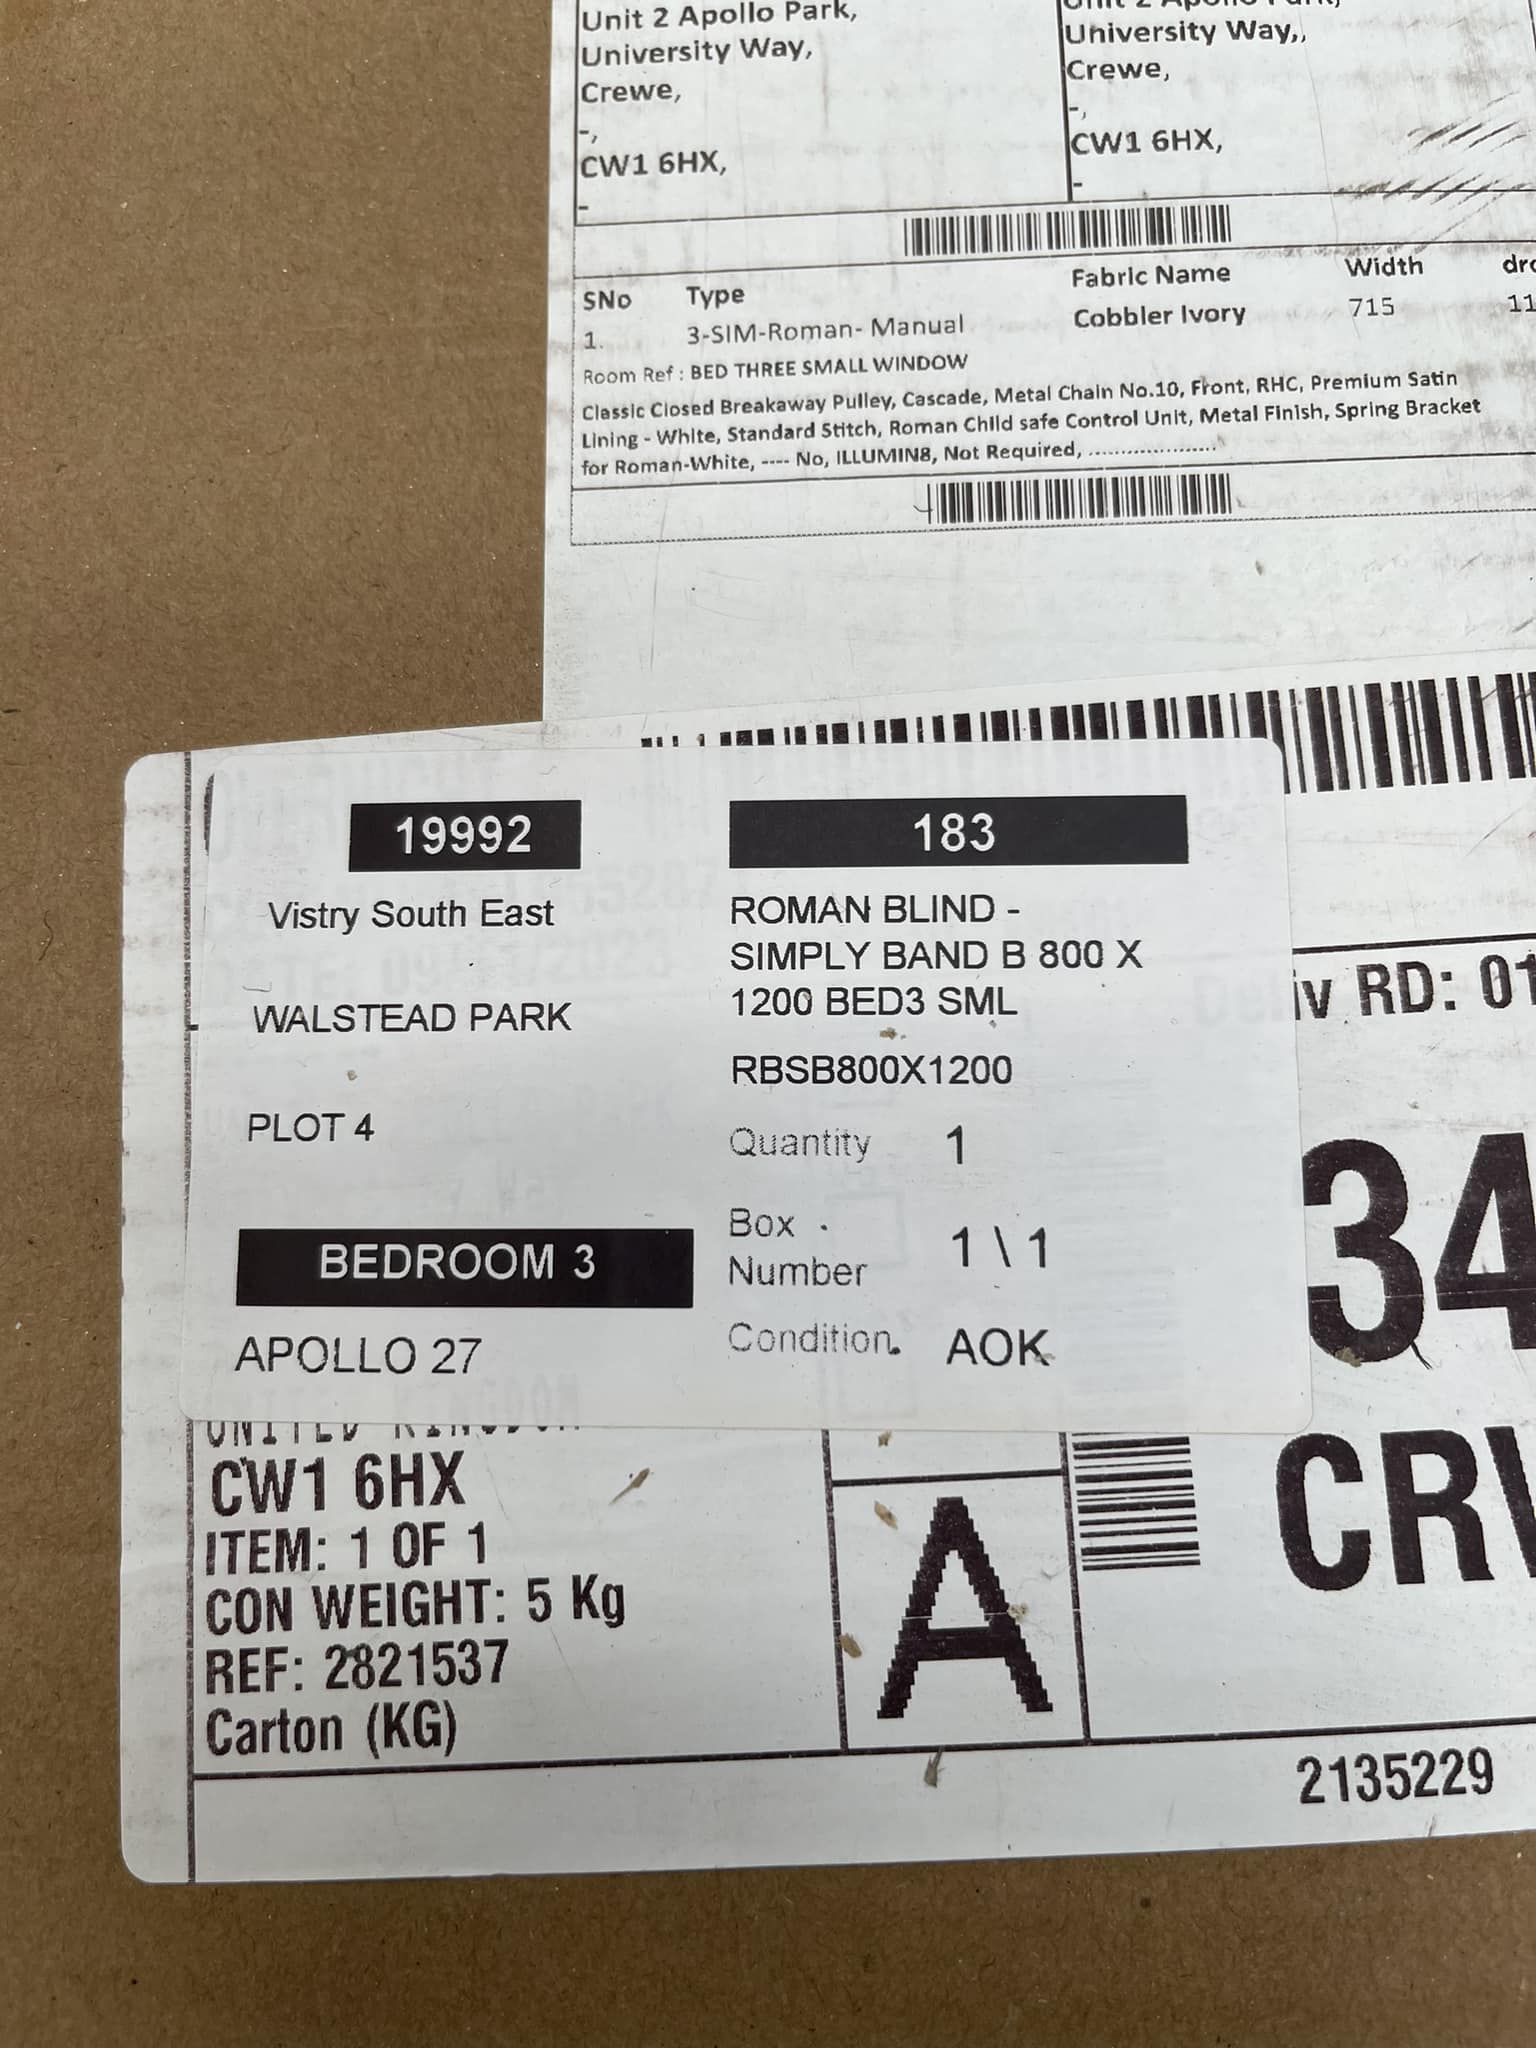 Unit 2 Apollo Park,
University Way,
Crewe,
-,
CW1 6HX,
-
University Way,,
Crewe,
-,
CW1 6HX,
-
SNo Type Fabric Name Width
1. 3-SIM-Roman- Manual Cobbler Ivory 715
Room Ref : BED THREE SMALL WINDOW
Classic Closed Breakaway Pulley, Cascade, Metal Chain No.10, Front, RHC, Premium Satin
Lining - White, Standard Stitch, Roman Child safe Control Unit, Metal Finish, Spring Bracket
for Roman-White, ---- No, ILLUMIN8, Not Required, ......................
19992
Vistry South East
WALSTEAD PARK
PLOT 4
BEDROOM 3
APOLLO 27
183
ROMAN BLIND -
SIMPLY BAND B 800 X
1200 BED3 SML
RBSB800X1200
Quantity 1
Box
Number 1 \ 1
Condition. AOK
RD: 01
34
UNITED KINGDOM
CW1 6HX
ITEM: 1 OF 1
CON WEIGHT: 5 Kg
REF: 2821537
Carton (KG)
A
2135229